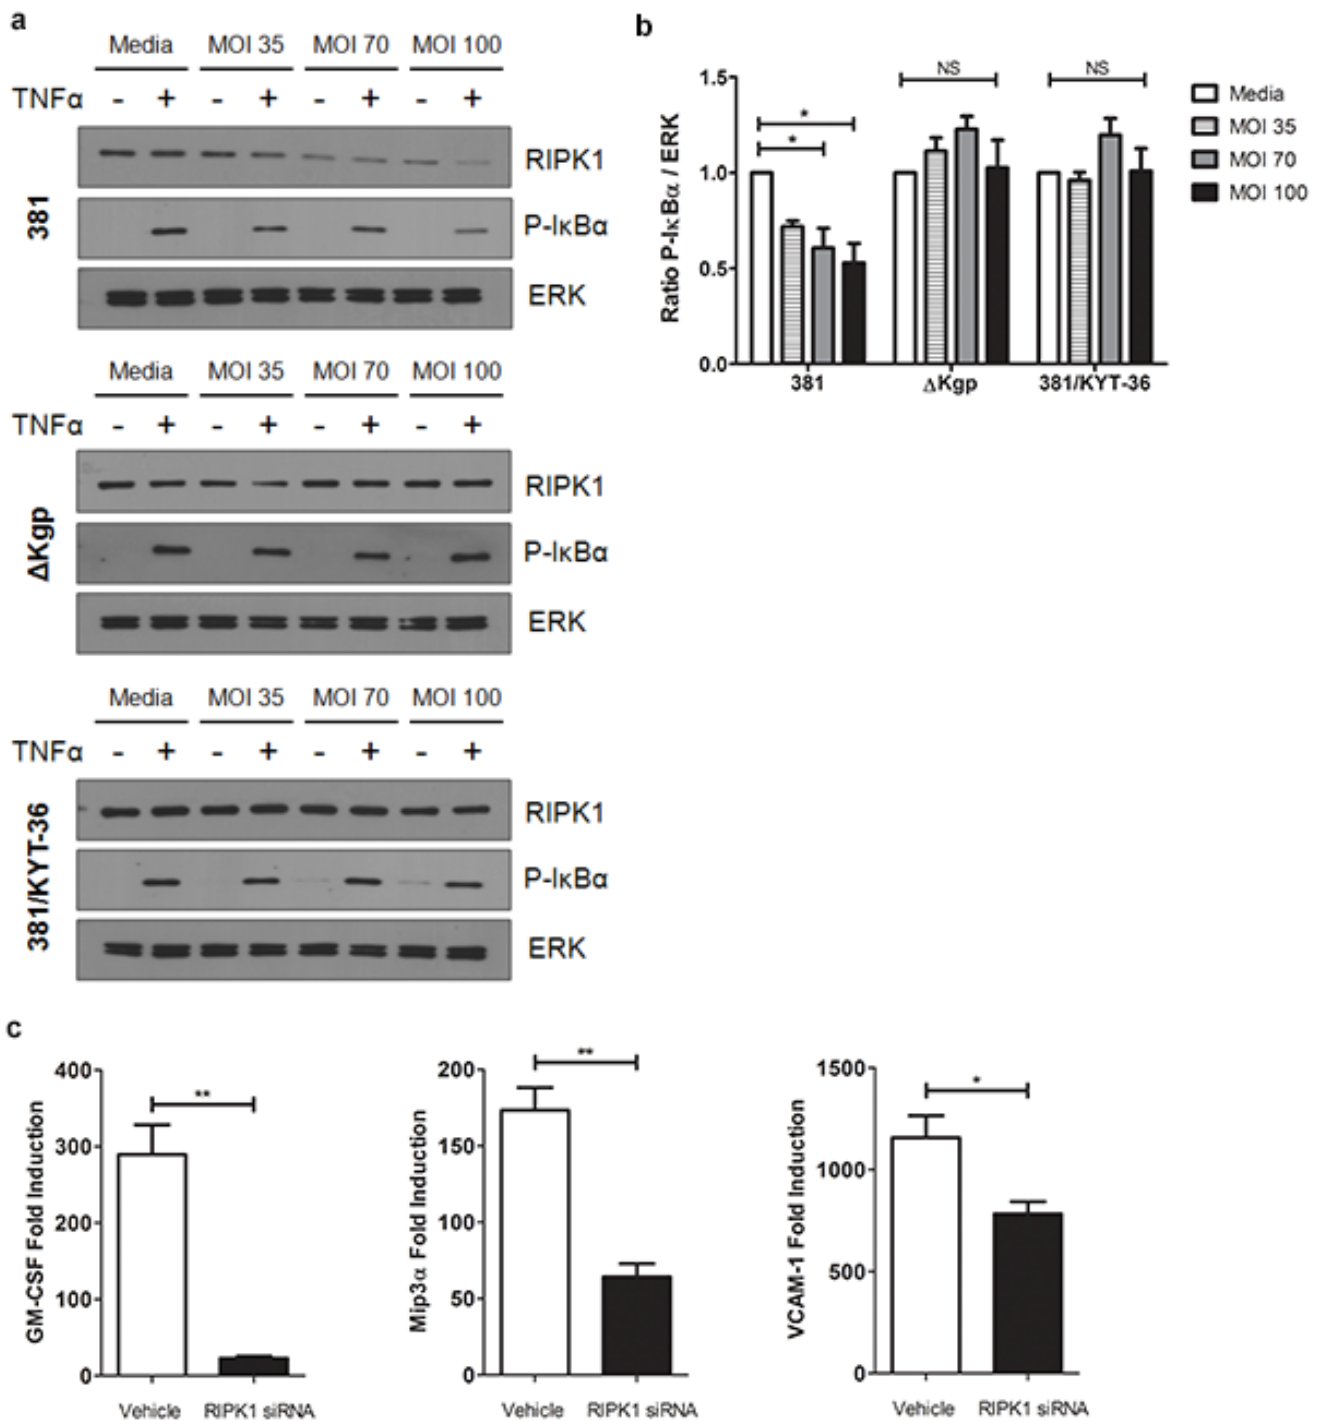 a
Media MOI 35 MOI 70 MOI 100
TNFα - + - + - + - +
381
RIPK1
P-IκBα
ERK
Media MOI 35 MOI 70 MOI 100
TNFα - + - + - + - +
ΔKgp
RIPK1
P-IκBα
ERK
Media MOI 35 MOI 70 MOI 100
TNFα - + - + - + - +
381/KYT-36
RIPK1
P-IκBα
ERK
b
Ratio P-IκBα / ERK
1.5
1.0
0.5
0.0
*
*
NS
NS
381 ΔKgp 381/KYT-36
Media
MOI 35
MOI 70
MOI 100
c
GM-CSF Fold Induction
400
300
200
100
0
**
Vehicle RIPK1 siRNA
Mip3α Fold Induction
200
150
100
50
0
**
Vehicle RIPK1 siRNA
VCAM-1 Fold Induction
1500
1000
500
0
*
Vehicle RIPK1 siRNA